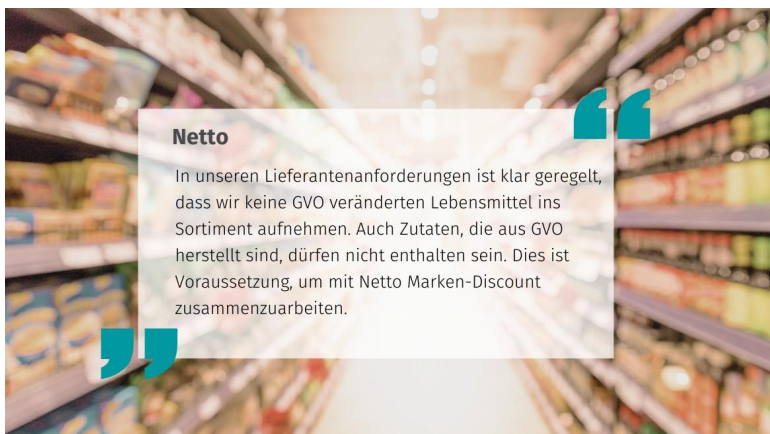 Netto
In unseren Lieferantenanforderungen ist klar geregelt,
dass wir keine GVO veränderten Lebensmittel ins
Sortiment aufnehmen. Auch Zutaten, die aus GVO
herstellt sind, dürfen nicht enthalten sein. Dies ist
Voraussetzung, um mit Netto Marken-Discount
zusammenzuarbeiten.